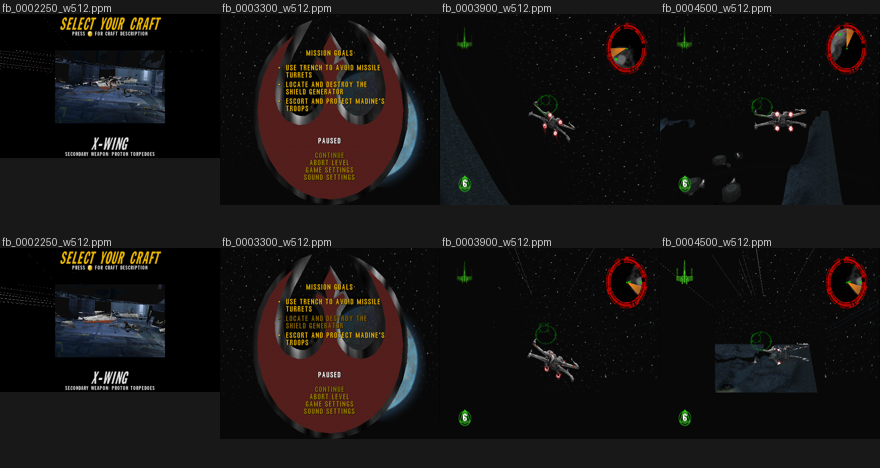 fb_0002250_w512.ppm
fb_0003300_w512.ppm
fb_0003900_w512.ppm
fb_0004500_w512.ppm
SELECT YOUR CRAFT
PRESS FOR CRAFT DESCRIPTION
X-WING
SECONDARY WEAPON: PROTON TORPEDOES
MISSION GOALS
USE TRENCH TO AVOID MISSILE
TURRETS
LOCATE AND DESTROY THE
SHIELD GENERATOR
ESCORT AND PROTECT MADINE'S
TROOPS
PAUSED
CONTINUE
ABORT LEVEL
GAME SETTINGS
SOUND SETTINGS
6
6
fb_0002250_w512.ppm
fb_0003300_w512.ppm
fb_0003900_w512.ppm
fb_0004500_w512.ppm
SELECT YOUR CRAFT
PRESS FOR CRAFT DESCRIPTION
X-WING
SECONDARY WEAPON: PROTON TORPEDOES
MISSION GOALS
USE TRENCH TO AVOID MISSILE
TURRETS
LOCATE AND DESTROY THE
SHIELD GENERATOR
ESCORT AND PROTECT MADINE'S
TROOPS
PAUSED
CONTINUE
ABORT LEVEL
GAME SETTINGS
SOUND SETTINGS
6
6